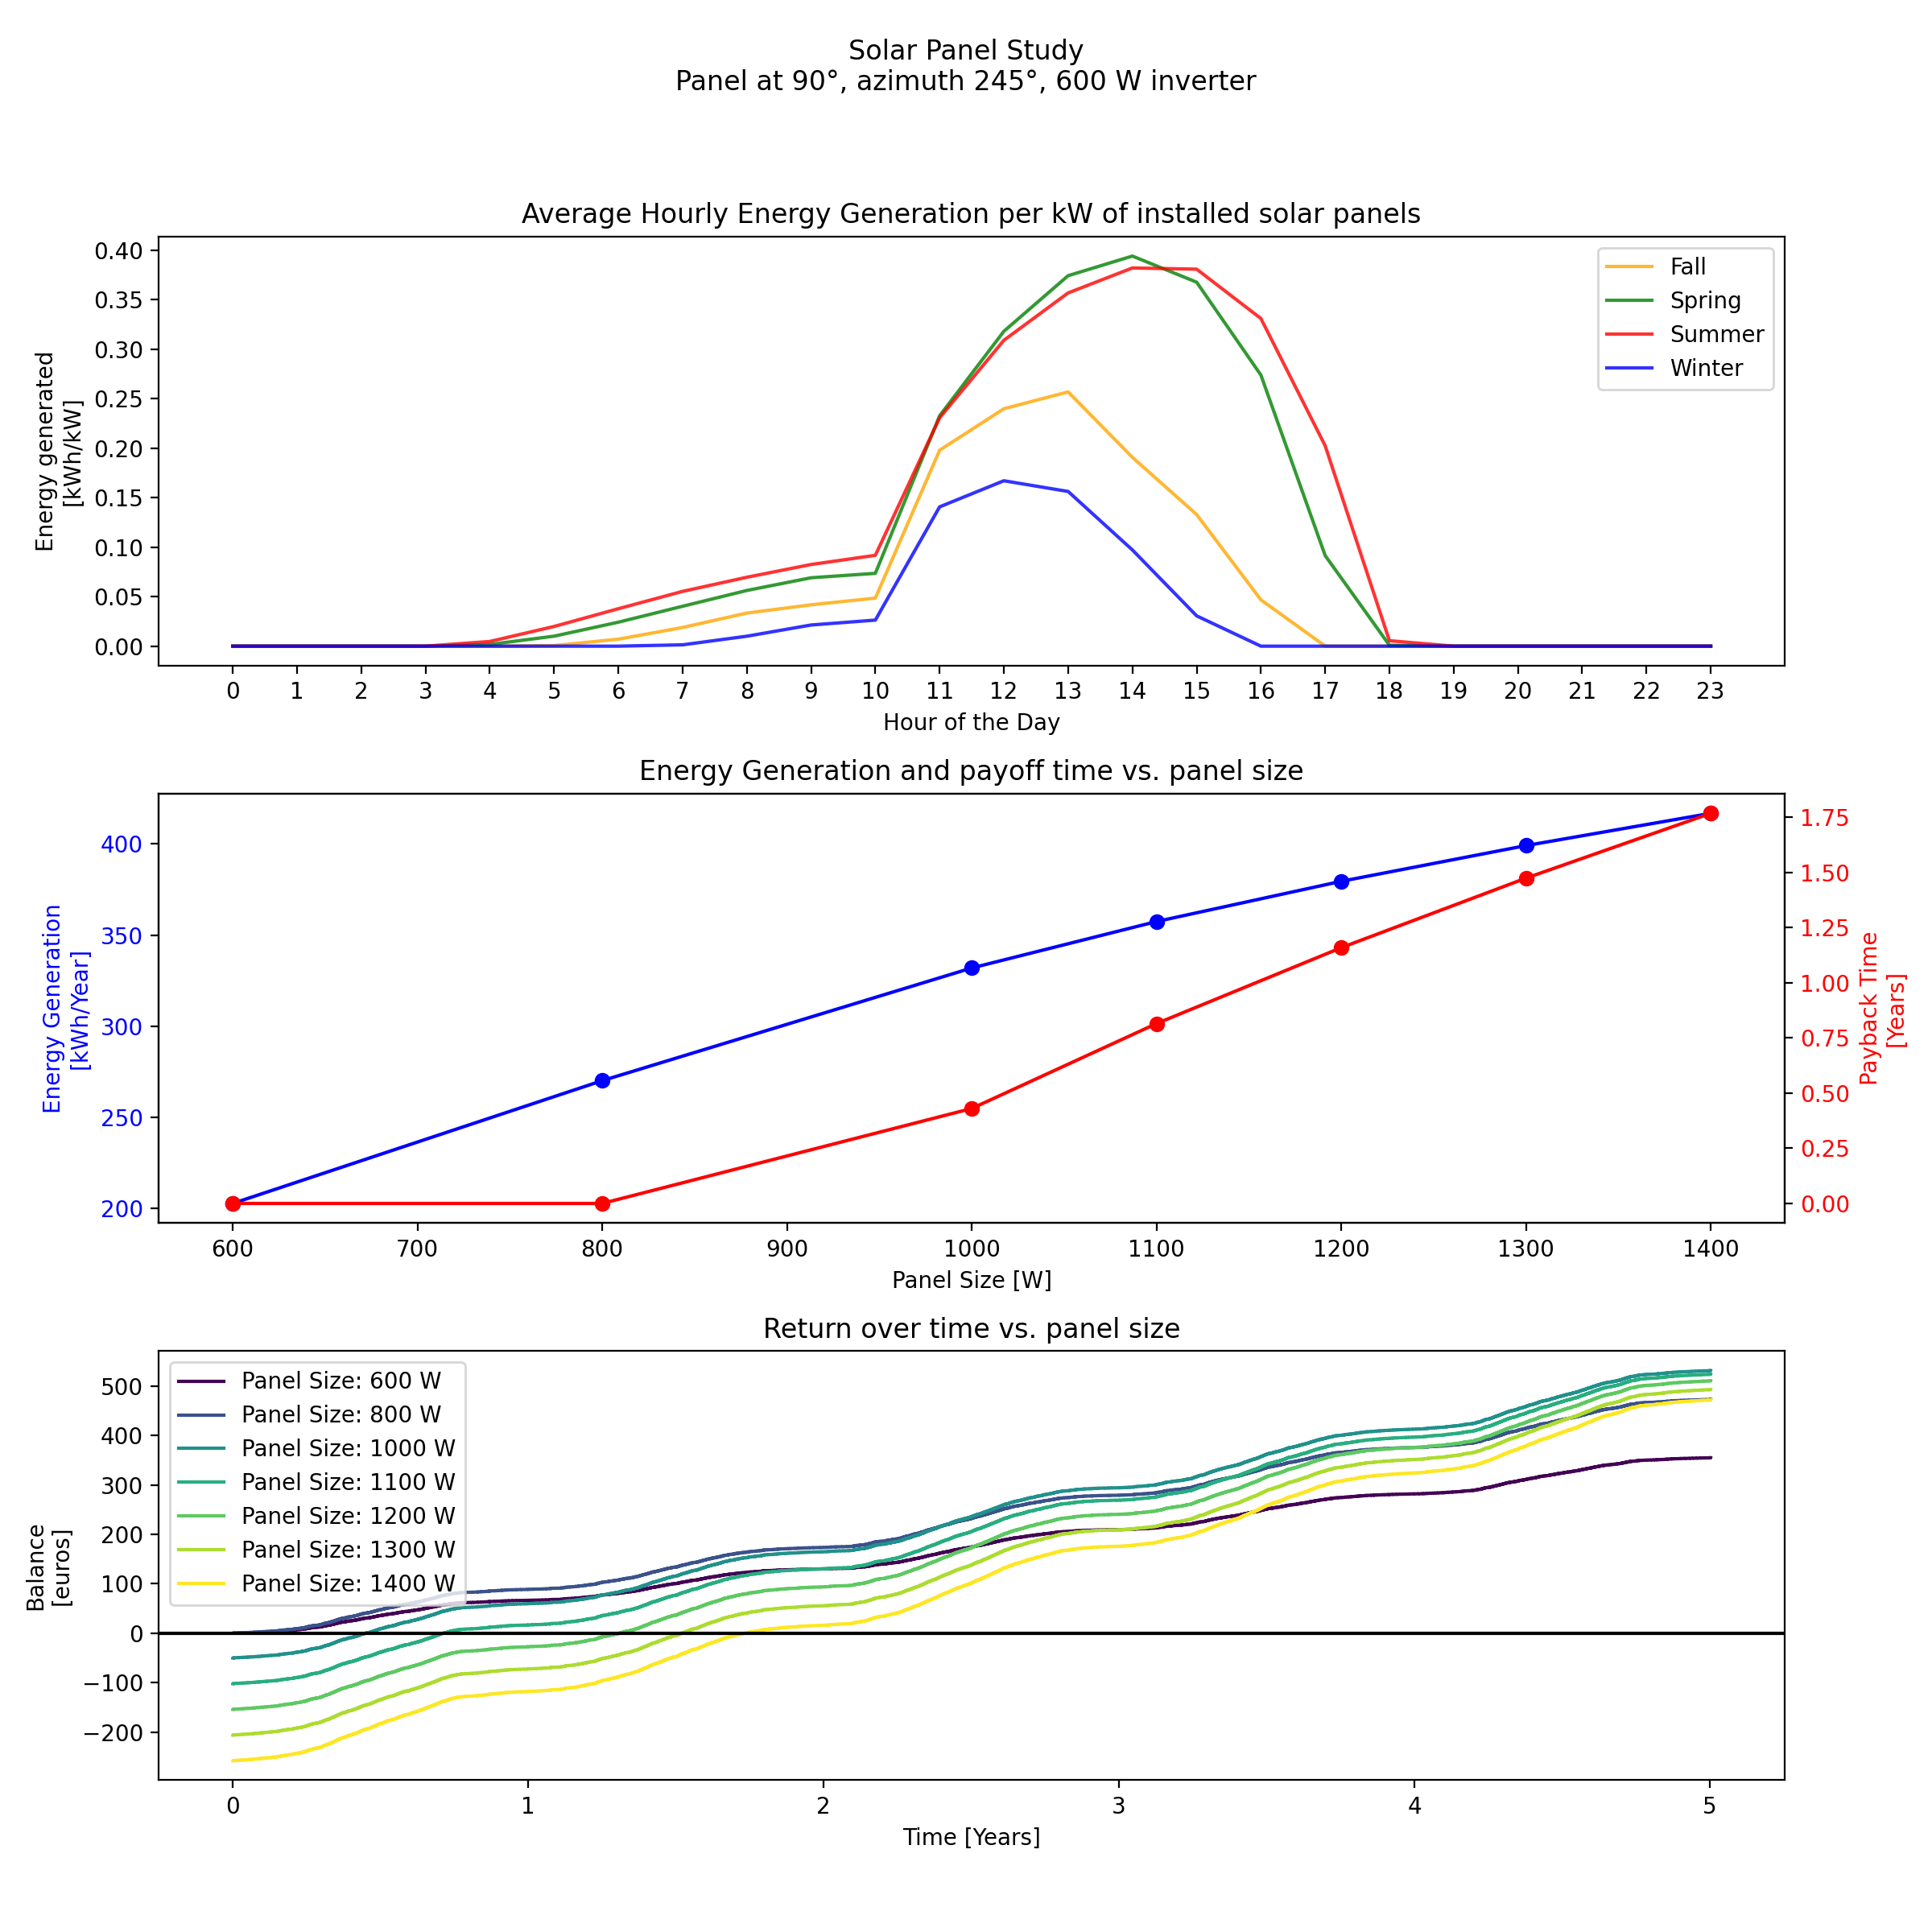 Solar Panel Study
Panel at 90°, azimuth 245°, 600 W inverter
Average Hourly Energy Generation per kW of installed solar panels
Energy generated
[kWh/kW]
0.40
0.35
0.30
0.25
0.20
0.15
0.10
0.05
0.00
Fall
Spring
Summer
Winter
0 1 2 3 4 5 6 7 8 9 10 11 12 13 14 15 16 17 18 19 20 21 22 23
Hour of the Day
Energy Generation and payoff time vs. panel size
Energy Generation
[kWh/Year]
400
350
300
250
200
1.75
1.50
1.25
1.00
0.75
0.50
0.25
0.00
Payback Time
[Years]
600 700 800 900 1000 1100 1200 1300 1400
Panel Size [W]
Return over time vs. panel size
Balance
[euros]
500
400
300
200
100
0
−100
−200
Panel Size: 600 W
Panel Size: 800 W
Panel Size: 1000 W
Panel Size: 1100 W
Panel Size: 1200 W
Panel Size: 1300 W
Panel Size: 1400 W
0 1 2 3 4 5
Time [Years]